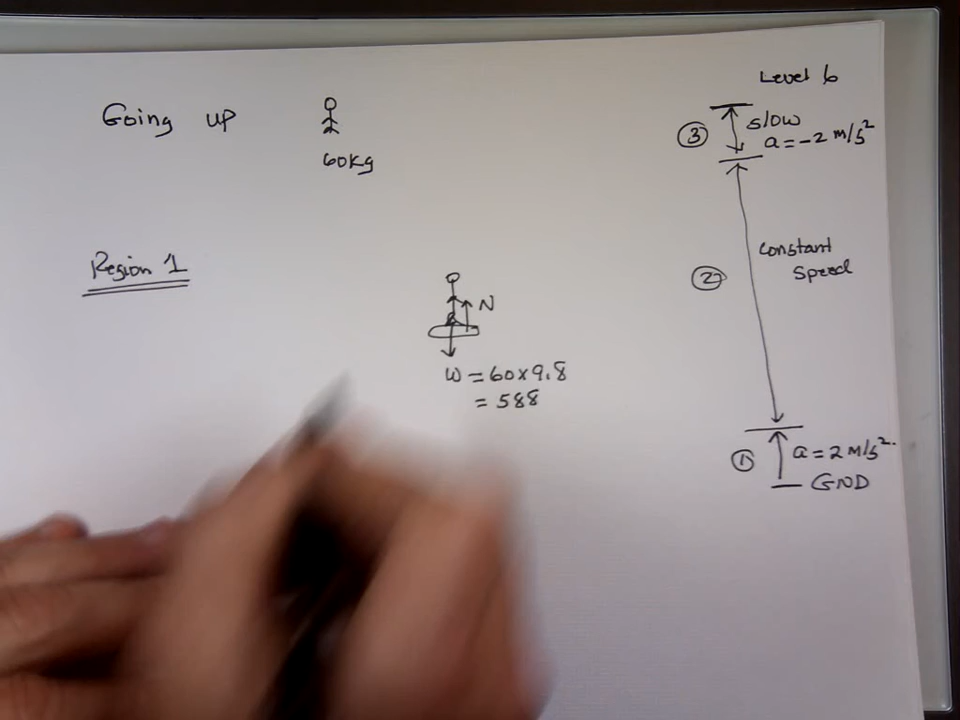 Going up
60Kg
Level 6
③ slow
a = -2 m/s²
② Constant
Speed
① a = 2 m/s².
GND
Region 1
N
W = 60 x 9.8
= 588